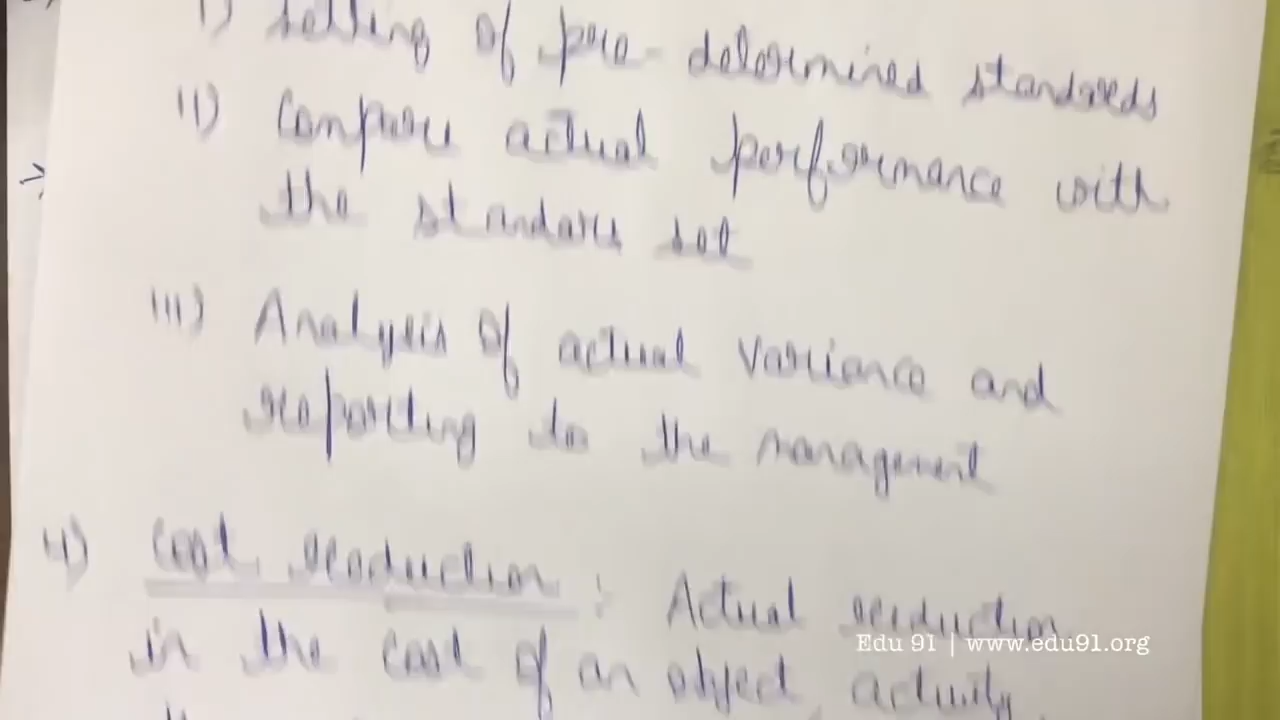 i) Setting of pre-determined standards
ii) Compare actual performance with
the standard set
iii) Analysis of actual variance and
reporting to the management
4) Cost reduction : Actual reduction
in the cost of an object, activity,
Edu 91 | www.edu91.org